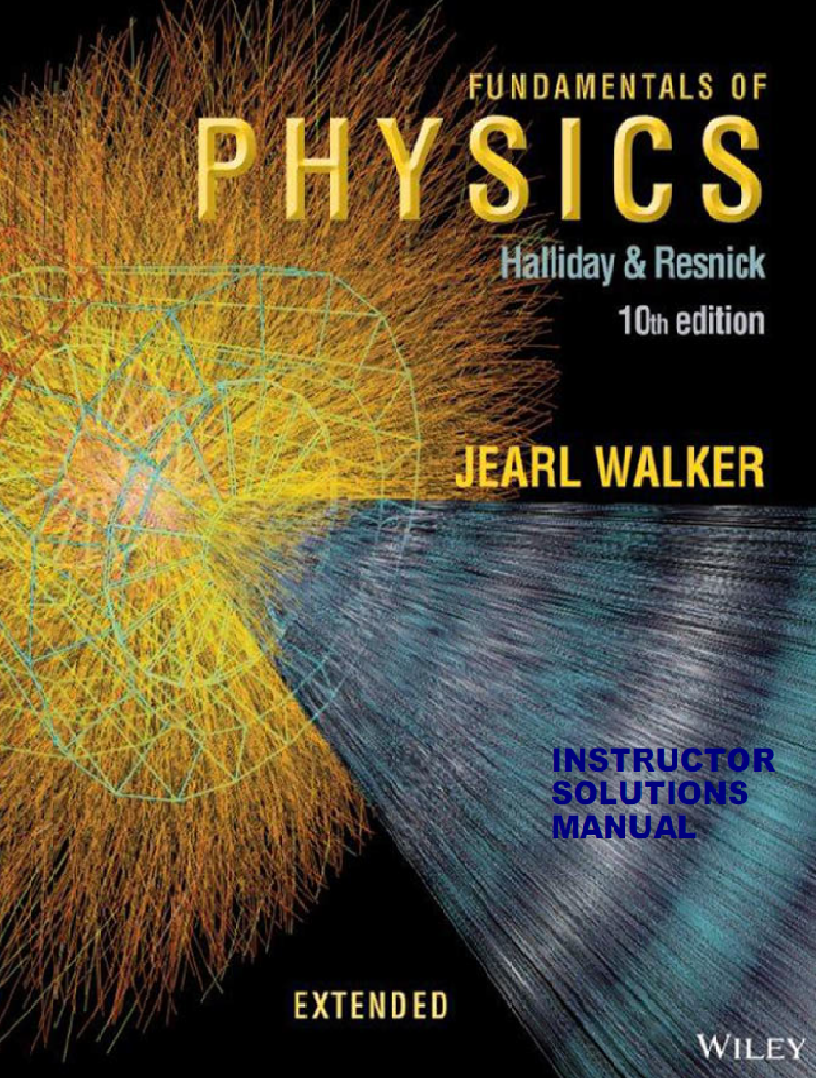 FUNDAMENTALS OF
PHYSICS
Halliday & Resnick
10th edition
JEARL WALKER
INSTRUCTOR
SOLUTIONS
MANUAL
EXTENDED
WILEY